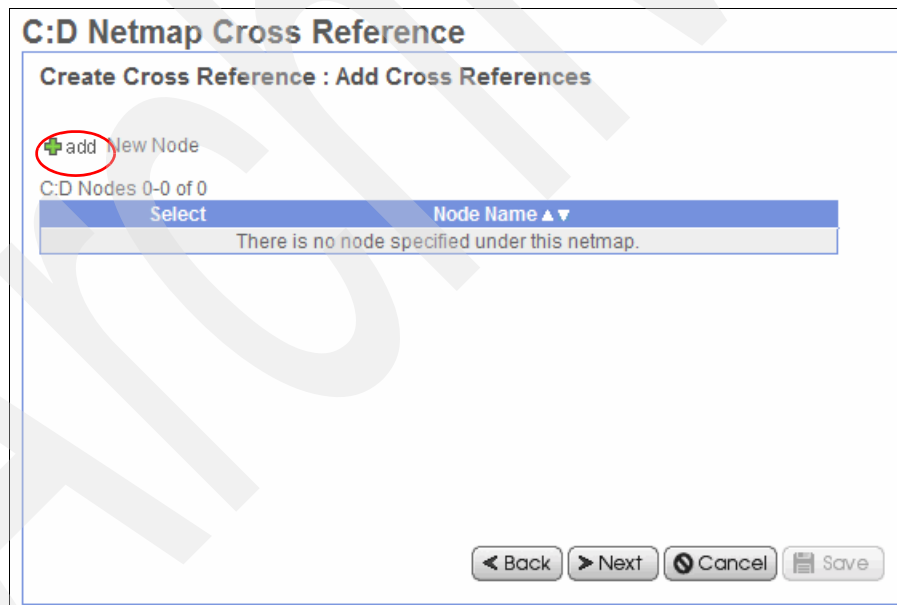 C:D Netmap Cross Reference
Create Cross Reference : Add Cross References
add New Node
C:D Nodes 0-0 of 0
Select Node Name ▲▼
There is no node specified under this netmap.
Back Next Cancel Save